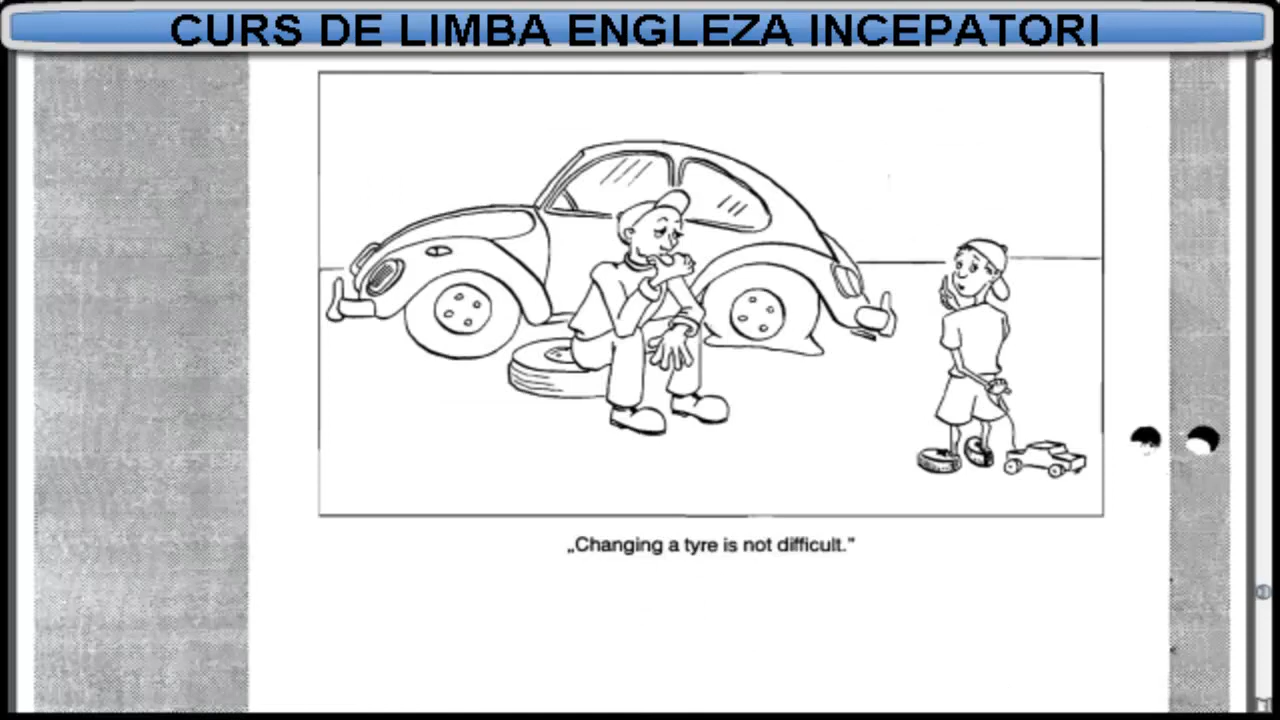 CURS DE LIMBA ENGLEZA INCEPATORI
„Changing a tyre is not difficult.”